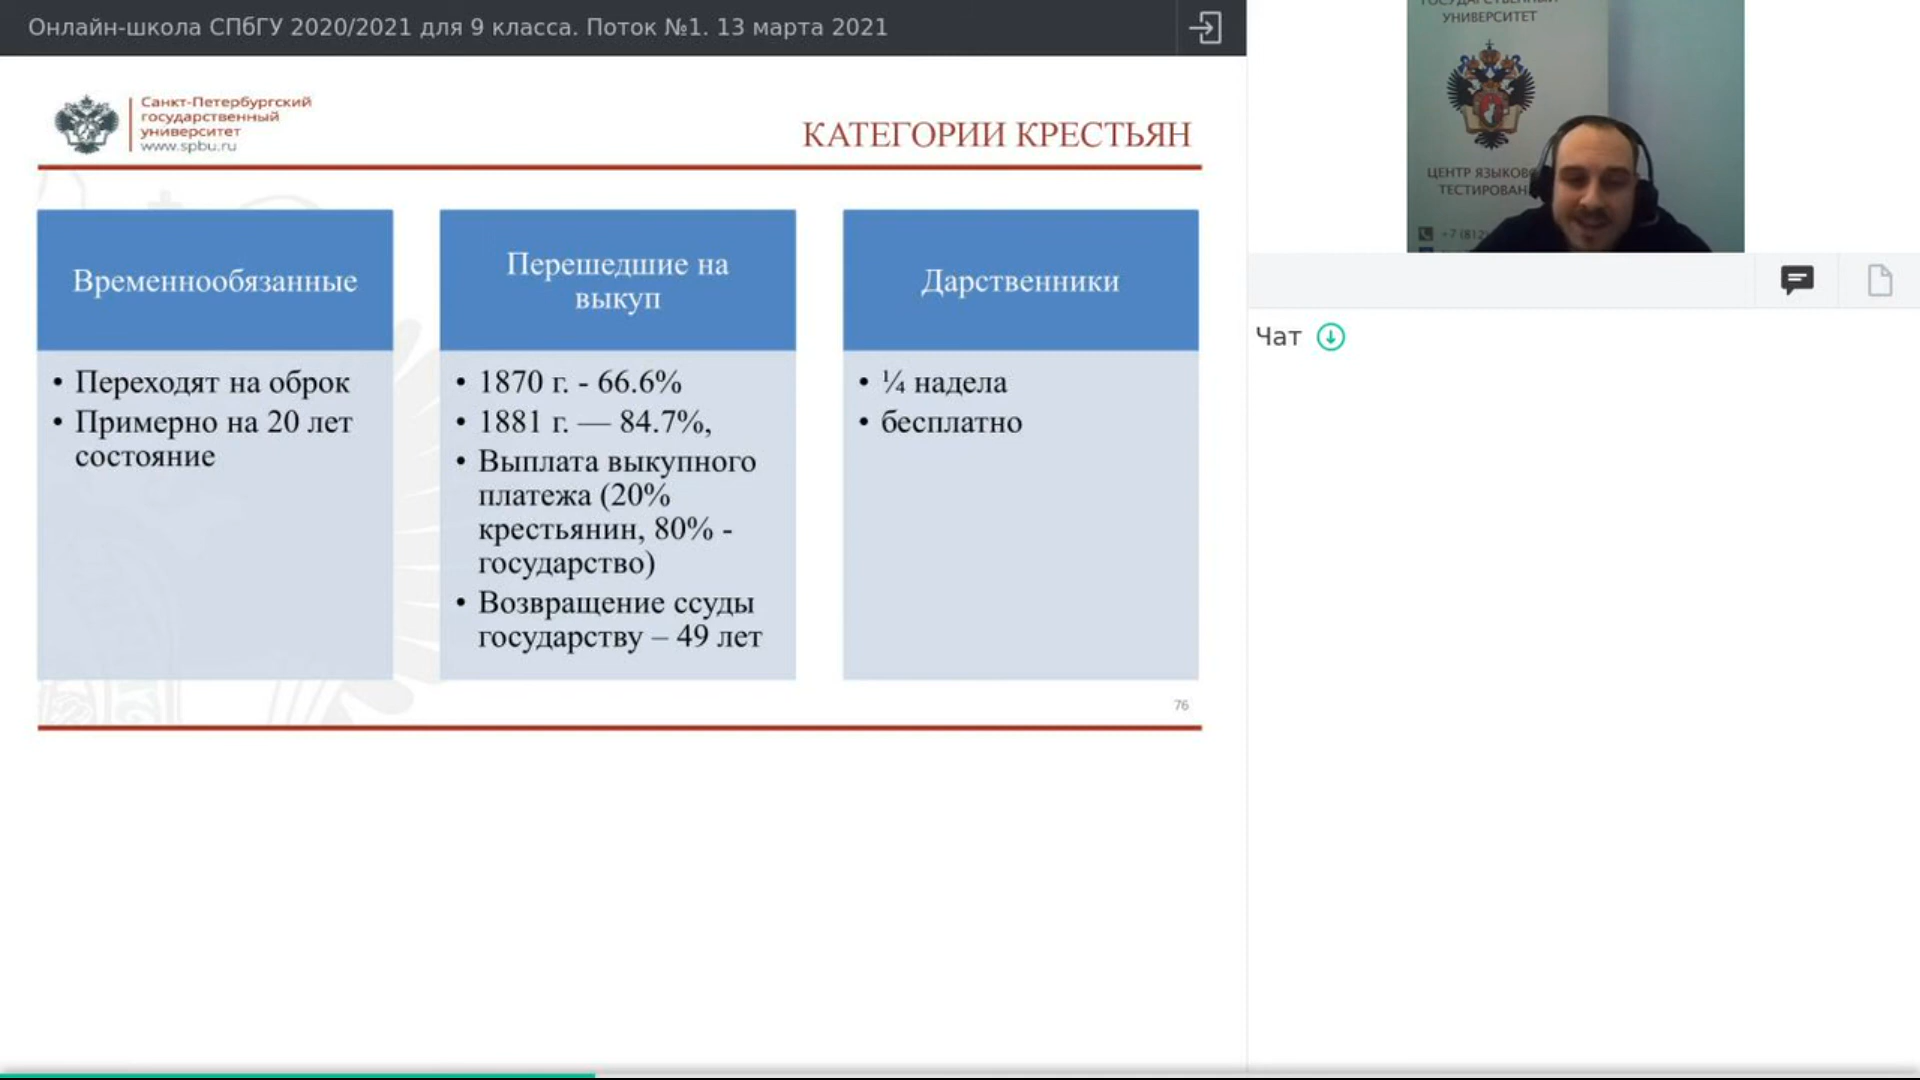 Онлайн-школа СПбГУ 2020/2021 для 9 класса. Поток №1. 13 марта 2021
Санкт-Петербургский
государственный
университет
www.spbu.ru
КАТЕГОРИИ КРЕСТЬЯН
Временнообязанные
• Переходят на оброк
• Примерно на 20 лет
состояние
Перешедшие на
выкуп
• 1870 г. - 66.6%
• 1881 г. — 84.7%,
• Выплата выкупного
платежа (20%
крестьянин, 80% -
государство)
• Возвращение ссуды
государству – 49 лет
Дарственники
• ¼ надела
• бесплатно
76
УНИВЕРСИТЕТ
ЦЕНТР
+7 (812
Чат